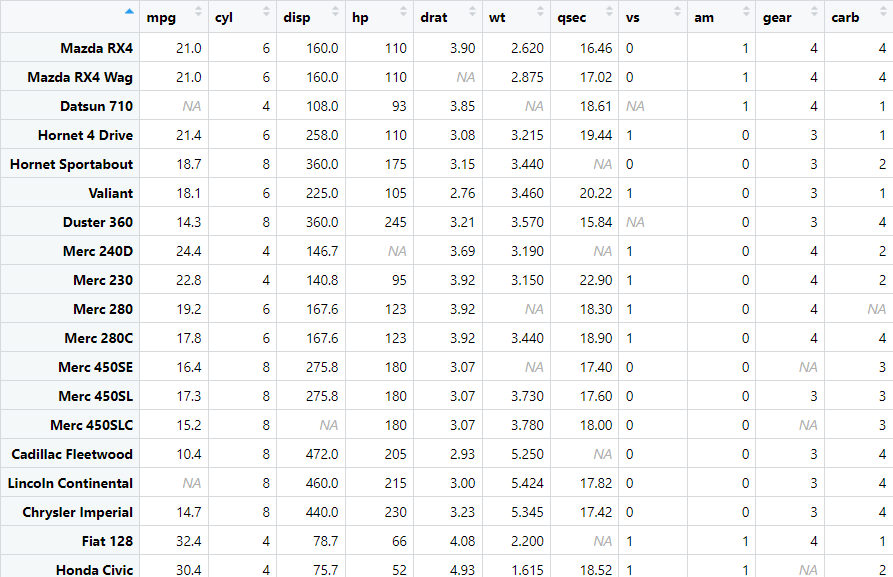 mpg cyl disp hp drat wt qsec vs am gear carb
Mazda RX4 21.0 6 160.0 110 3.90 2.620 16.46 0 1 4 4
Mazda RX4 Wag 21.0 6 160.0 110 NA 2.875 17.02 0 1 4 4
Datsun 710 NA 4 108.0 93 3.85 NA 18.61 NA 1 4 1
Hornet 4 Drive 21.4 6 258.0 110 3.08 3.215 19.44 1 0 3 1
Hornet Sportabout 18.7 8 360.0 175 3.15 3.440 NA 0 0 3 2
Valiant 18.1 6 225.0 105 2.76 3.460 20.22 1 0 3 1
Duster 360 14.3 8 360.0 245 3.21 3.570 15.84 NA 0 3 4
Merc 240D 24.4 4 146.7 NA 3.69 3.190 NA 1 0 4 2
Merc 230 22.8 4 140.8 95 3.92 3.150 22.90 1 0 4 2
Merc 280 19.2 6 167.6 123 3.92 NA 18.30 1 0 4 NA
Merc 280C 17.8 6 167.6 123 3.92 3.440 18.90 1 0 4 4
Merc 450SE 16.4 8 275.8 180 3.07 NA 17.40 0 0 NA 3
Merc 450SL 17.3 8 275.8 180 3.07 3.730 17.60 0 0 3 3
Merc 450SLC 15.2 8 NA 180 3.07 3.780 18.00 0 0 NA 3
Cadillac Fleetwood 10.4 8 472.0 205 2.93 5.250 NA 0 0 3 4
Lincoln Continental NA 8 460.0 215 3.00 5.424 17.82 0 0 3 4
Chrysler Imperial 14.7 8 440.0 230 3.23 5.345 17.42 0 0 3 4
Fiat 128 32.4 4 78.7 66 4.08 2.200 NA 1 1 4 1
Honda Civic 30.4 4 75.7 52 4.93 1.615 18.52 1 1 NA 2